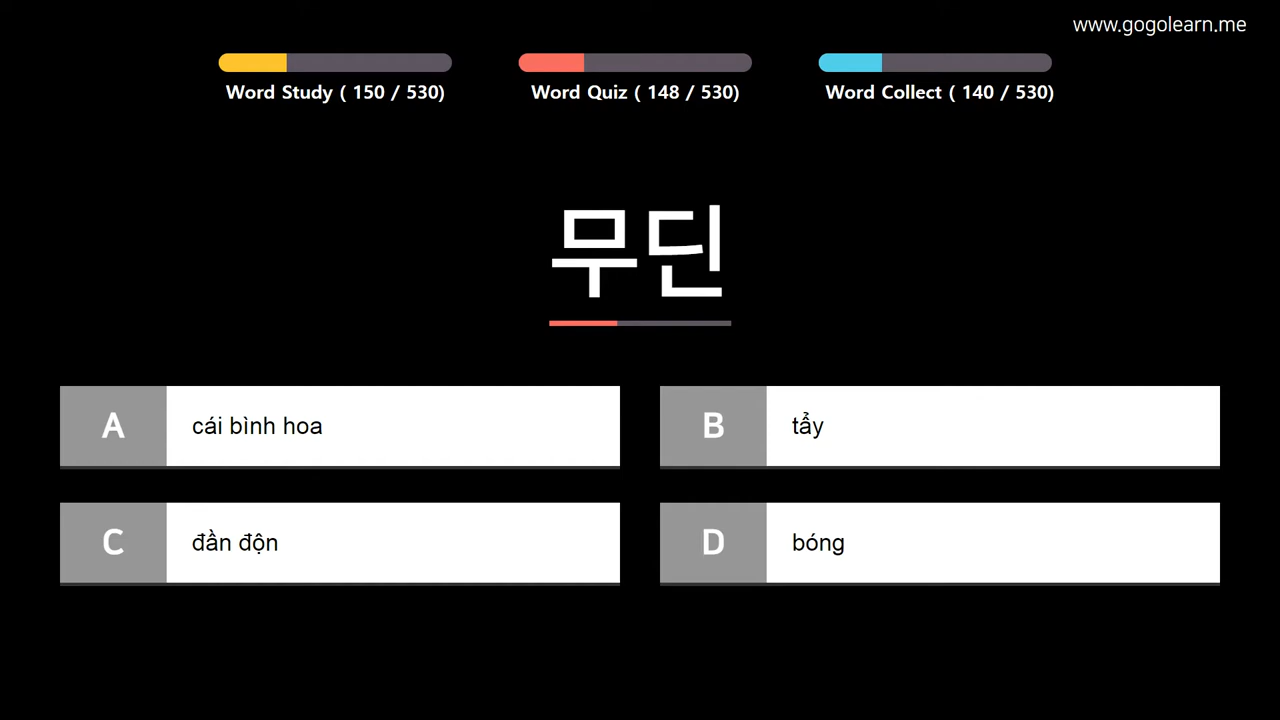 www.gogolearn.me
Word Study ( 150 / 530)
Word Quiz ( 148 / 530)
Word Collect ( 140 / 530)
무딘
A cái bình hoa
B tẩy
C đần độn
D bóng